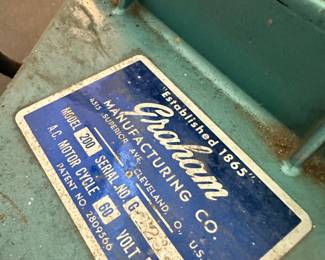 "Established 1865"
Graham
MANUFACTURING CO.
4515 SUPERIOR AVE. CLEVELAND, O. U.S.
MODEL 200 SERIAL NO. G
A.C. MOTOR CYCLE 60 VOLT
PATENT NO. 2809566